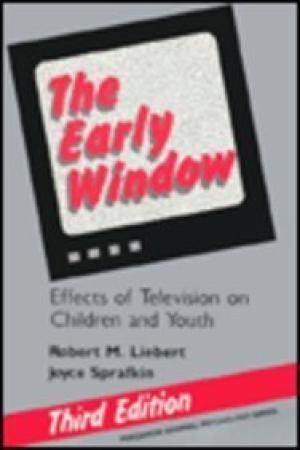 The
Early
Window
Effects of Television on
Children and Youth
Robert M. Liebert
Joyce Sprafkin
Third Edition